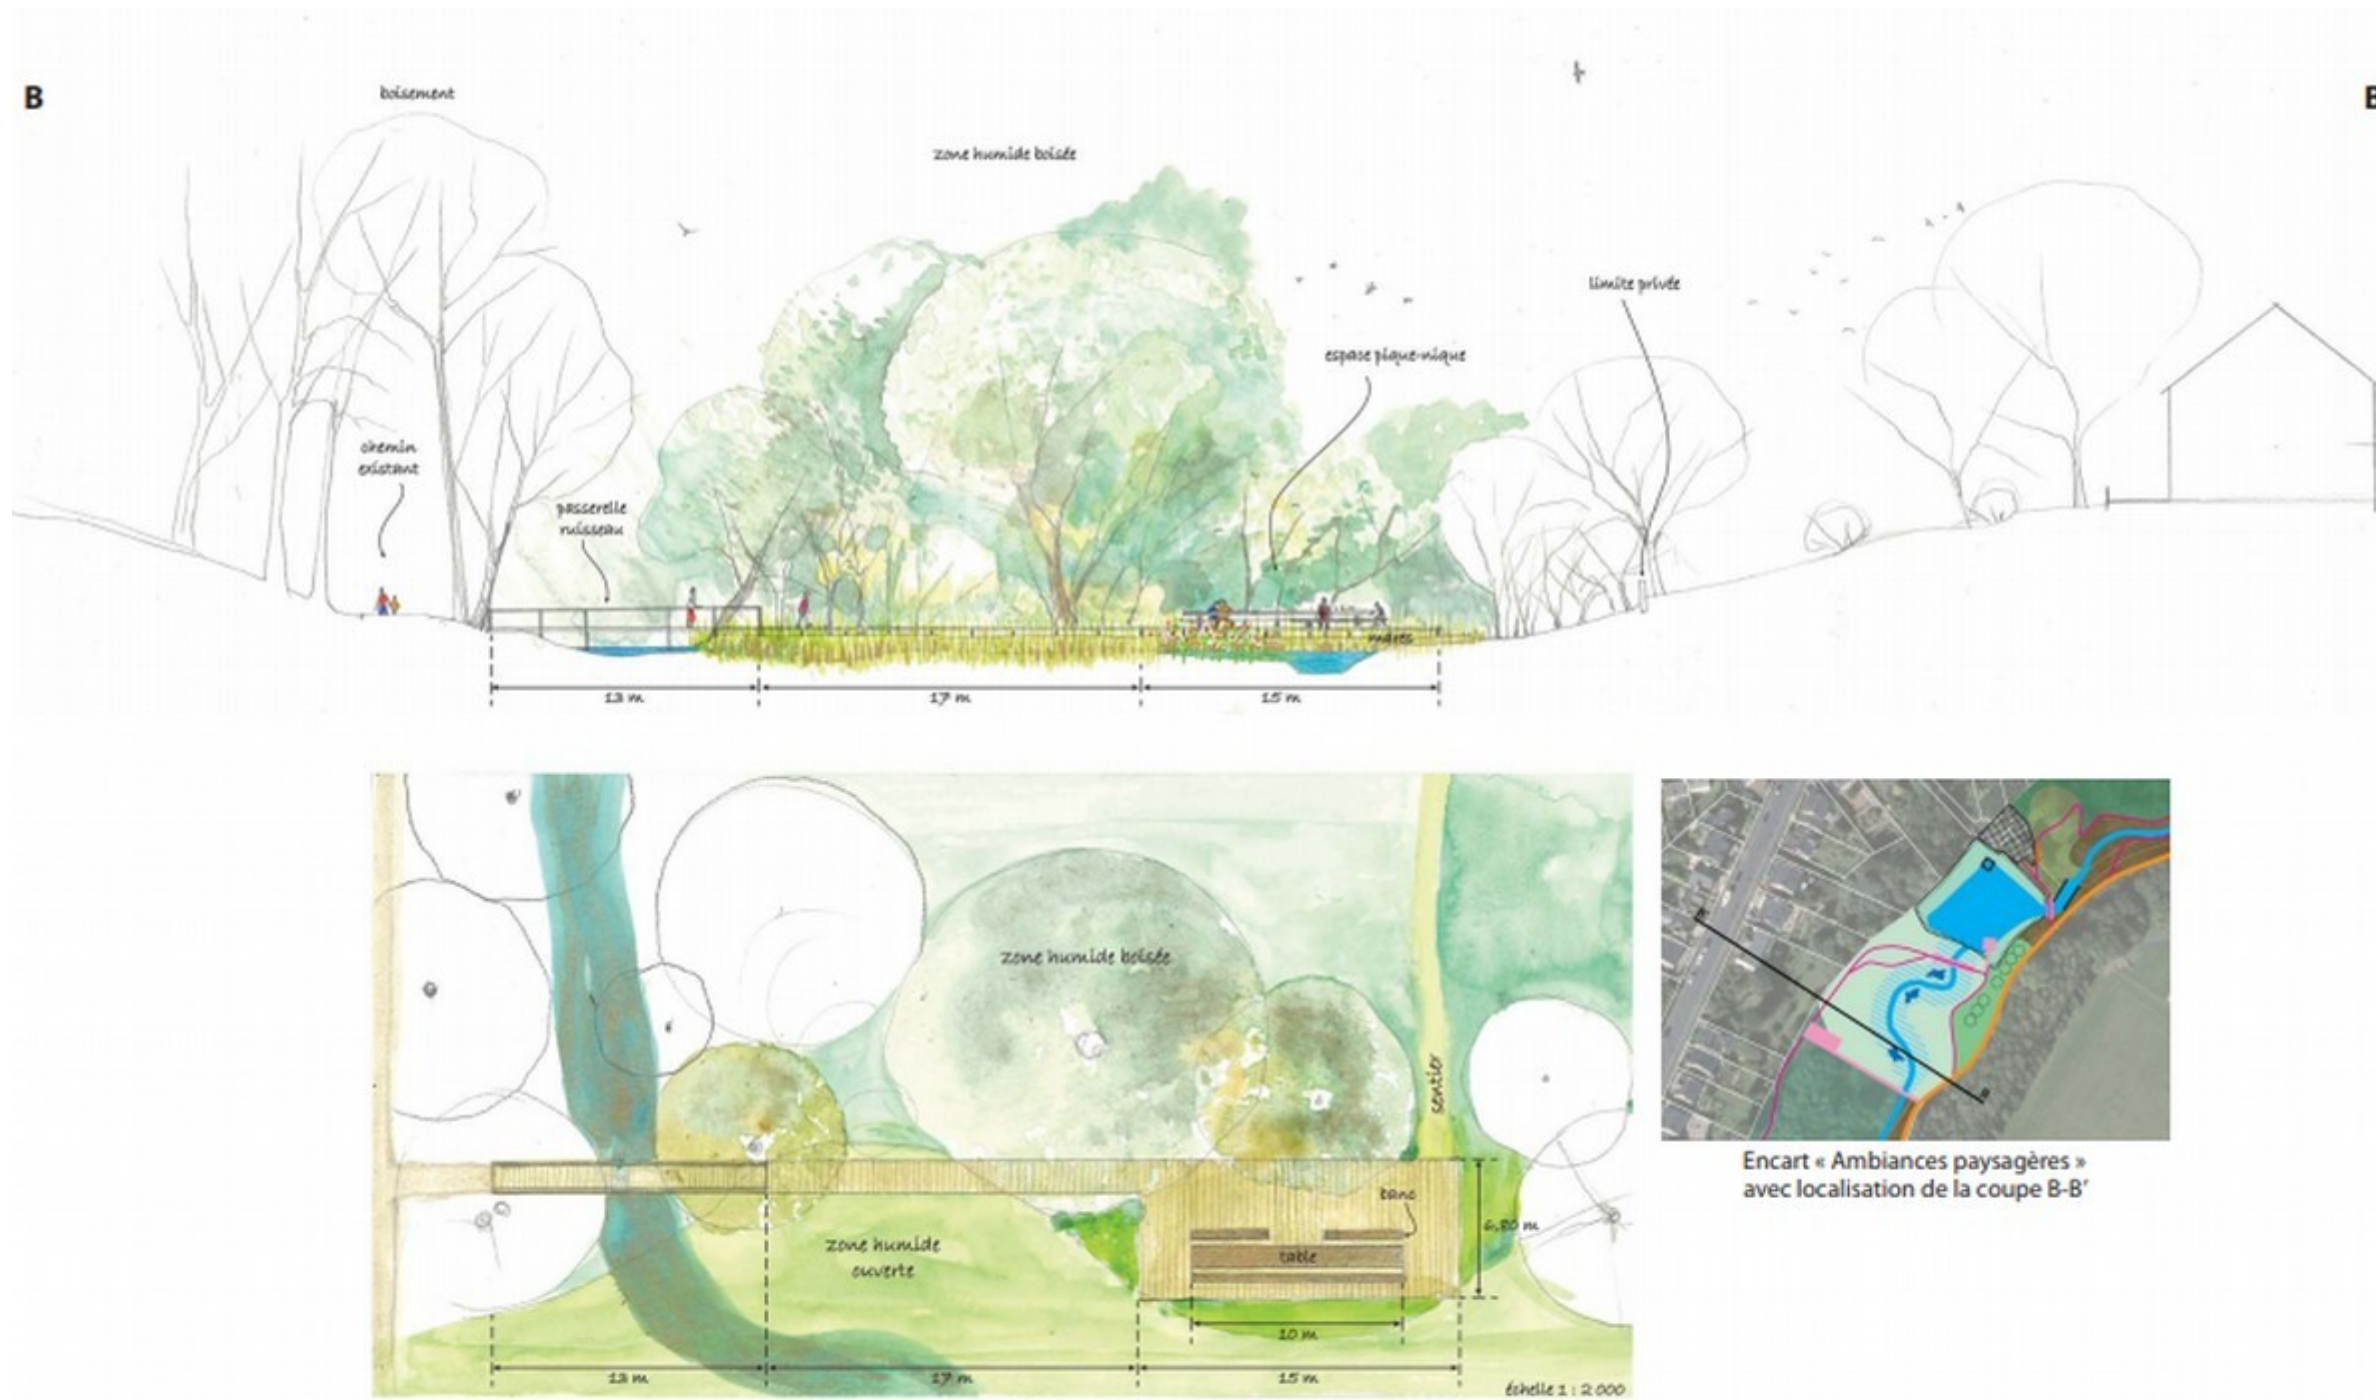 B
B
boisement
zone humide boisée
limite privée
espace pique-nique
chemin
existant
passerelle
ruisseau
mares
13 m
17 m
15 m
zone humide boisée
sentier
banc
6,80 m
table
zone humide
ouverte
10 m
13 m
17 m
15 m
échelle 1 : 2 000
Encart « Ambiances paysagères »
avec localisation de la coupe B-B’